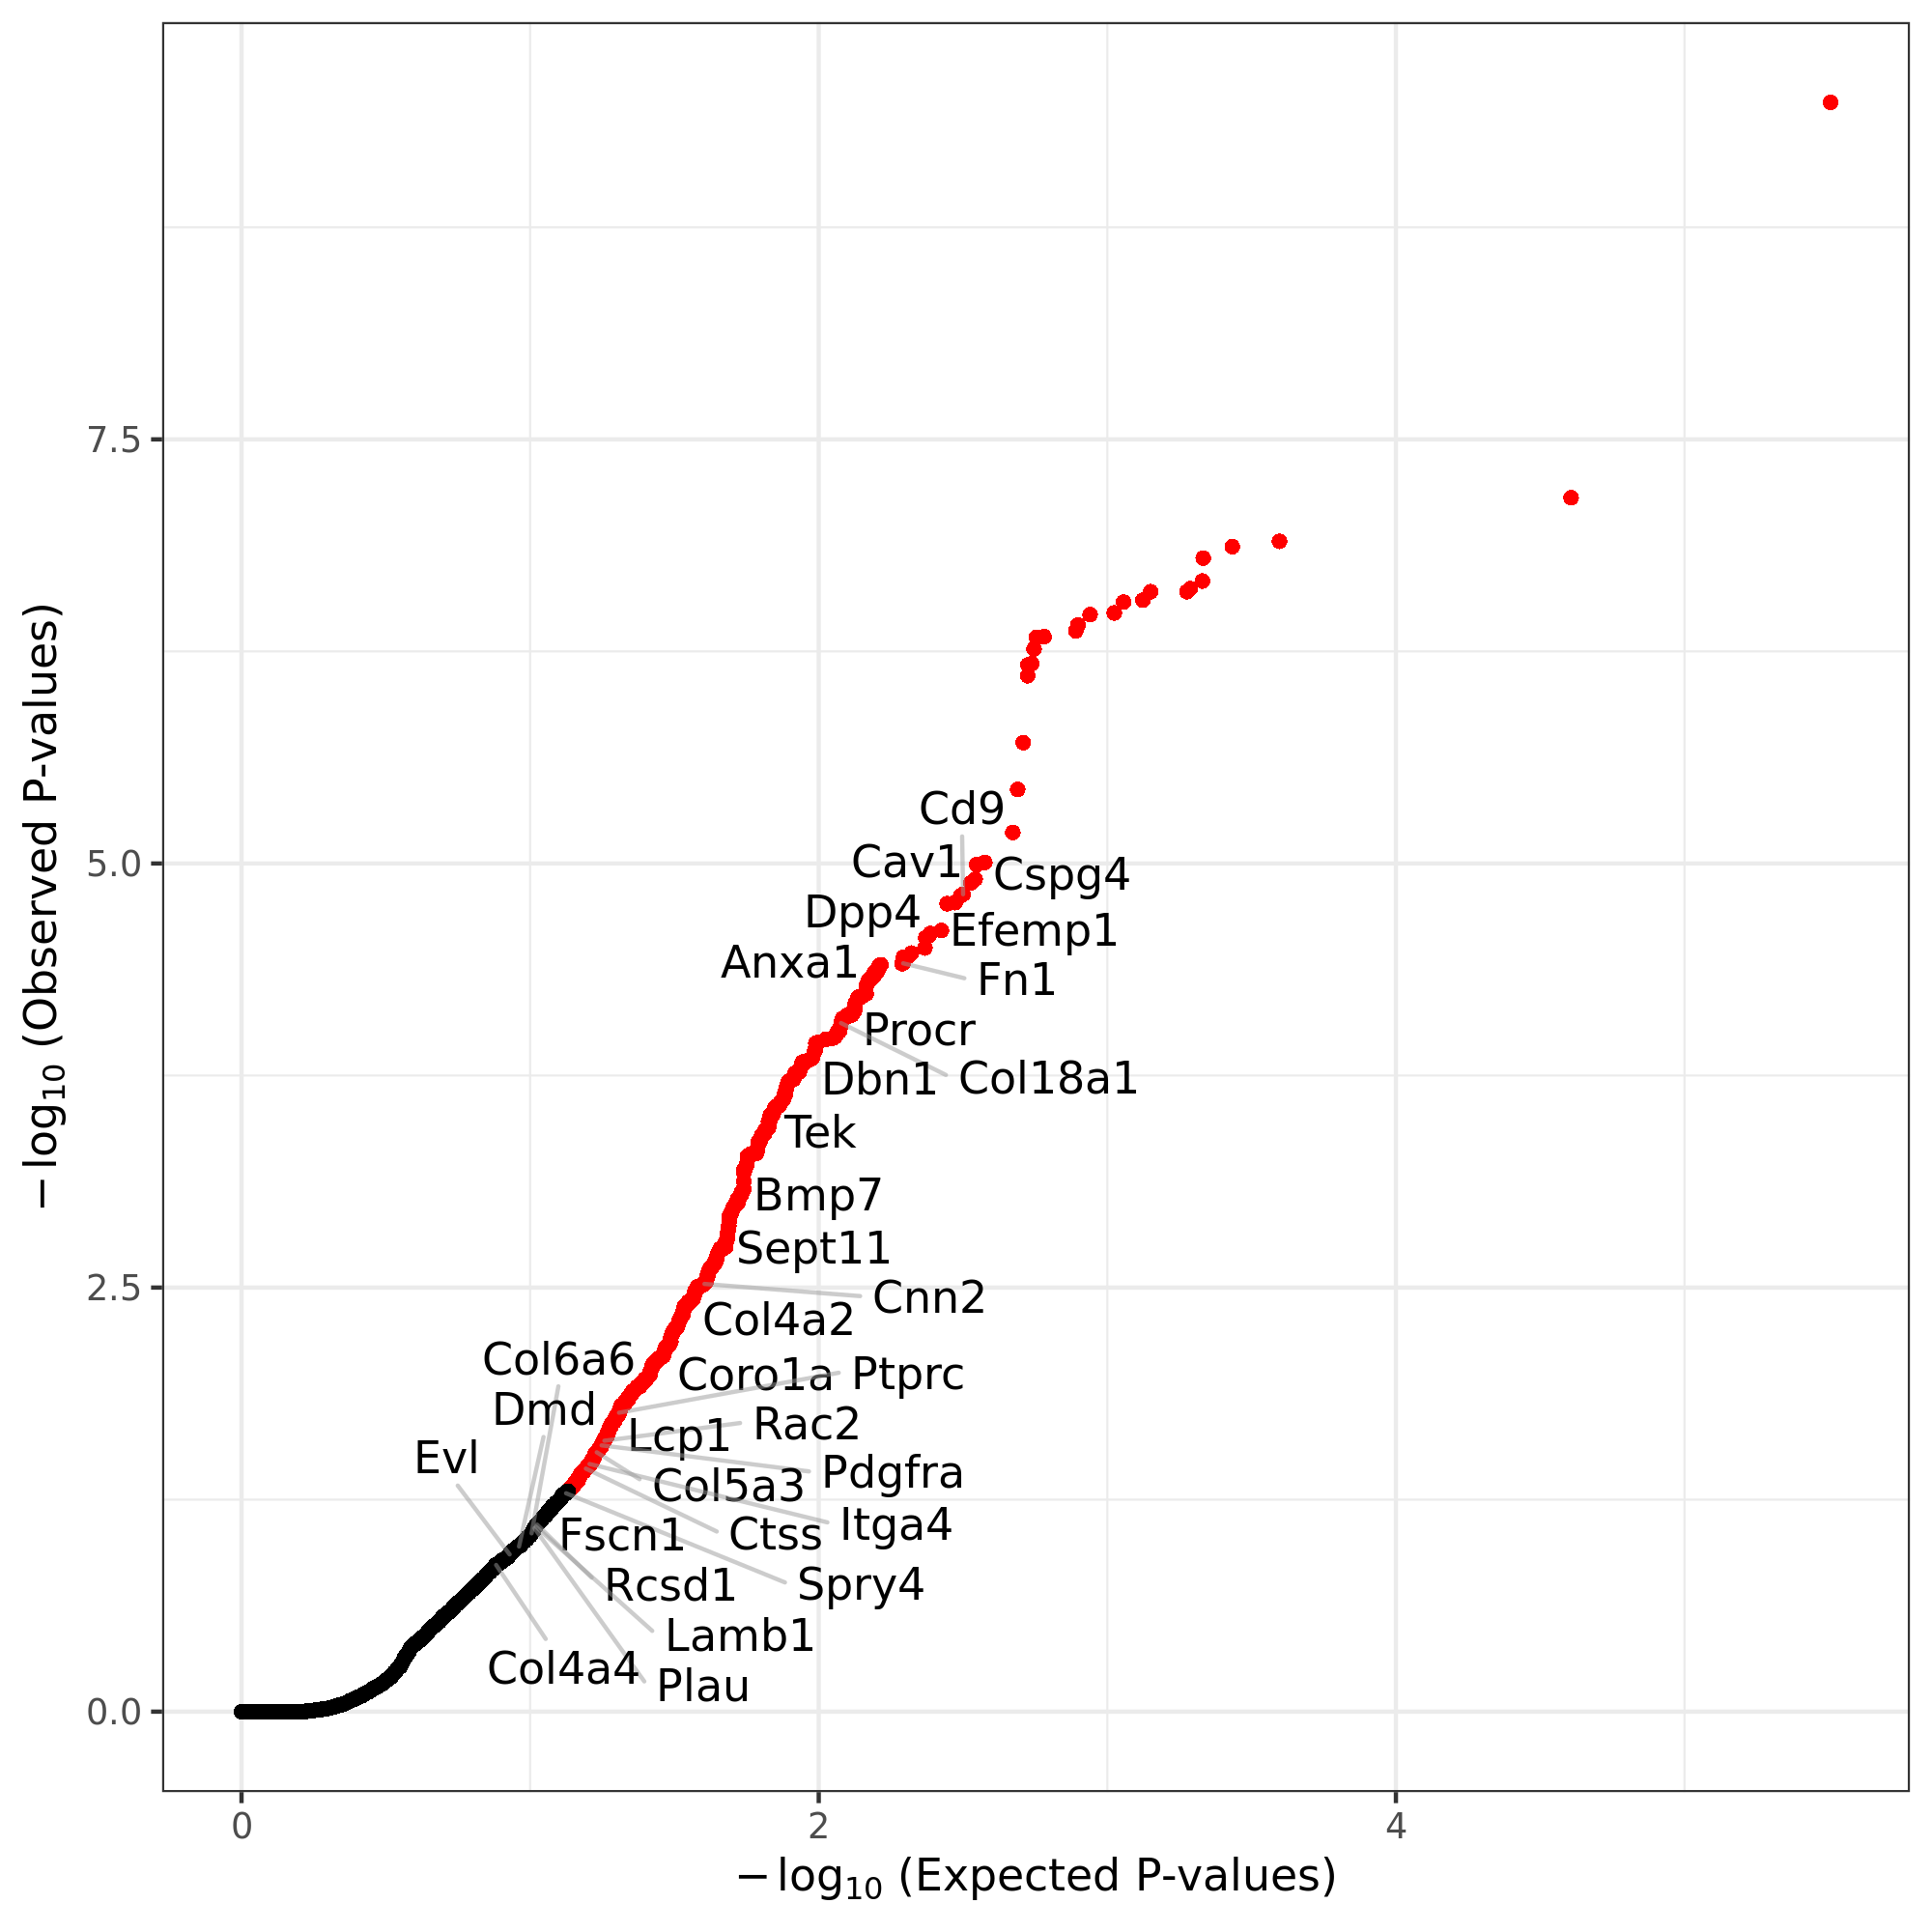 7.5
5.0
2.5
0.0
− log10 (Observed P-values)
Cd9
Cav1
Cspg4
Dpp4
Efemp1
Anxa1
Fn1
Procr
Dbn1
Col18a1
Tek
Bmp7
Sept11
Cnn2
Col4a2
Col6a6
Coro1a
Ptprc
Dmd
Lcp1
Rac2
Evl
Pdgfra
Col5a3
Itga4
Fscn1
Ctss
Rcsd1
Spry4
Lamb1
Col4a4
Plau
0
2
4
− log10 (Expected P-values)